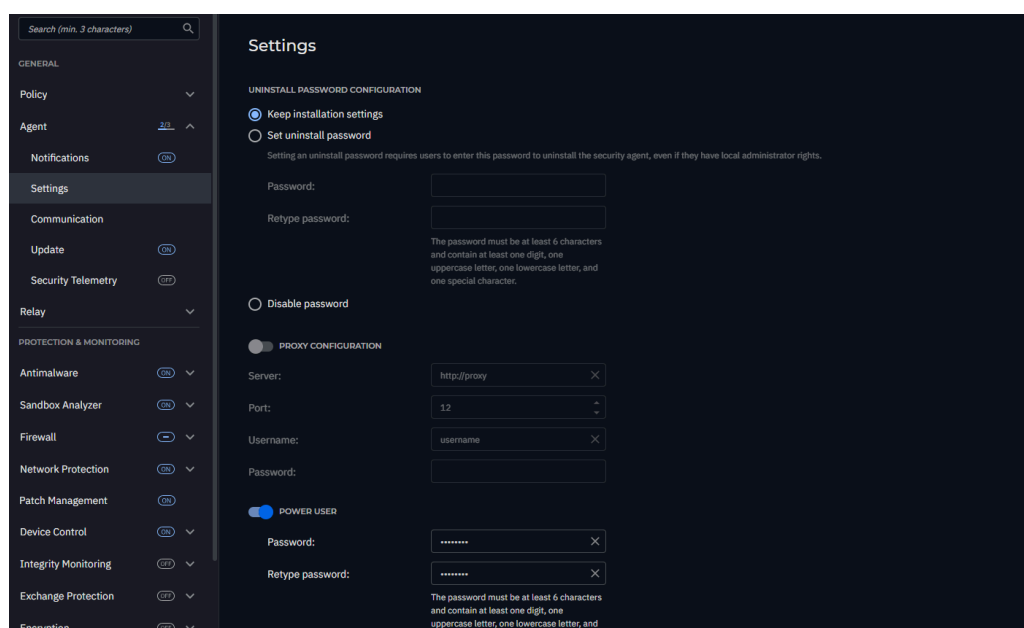 Search (min. 3 characters)
GENERAL
Policy
Agent 2/3
Notifications ON
Settings
Communication
Update ON
Security Telemetry OFF
Relay
PROTECTION & MONITORING
Antimalware ON
Sandbox Analyzer ON
Firewall
Network Protection ON
Patch Management ON
Device Control ON
Integrity Monitoring OFF
Exchange Protection OFF
Encryption OFF
Settings
UNINSTALL PASSWORD CONFIGURATION
Keep installation settings
Set uninstall password
Setting an uninstall password requires users to enter this password to uninstall the security agent, even if they have local administrator rights.
Password:
Retype password:
The password must be at least 6 characters
and contain at least one digit, one
uppercase letter, one lowercase letter, and
one special character.
Disable password
PROXY CONFIGURATION
Server: http://proxy
Port: 12
Username: username
Password:
POWER USER
Password: ••••••••
Retype password: ••••••••
The password must be at least 6 characters
and contain at least one digit, one
uppercase letter, one lowercase letter, and